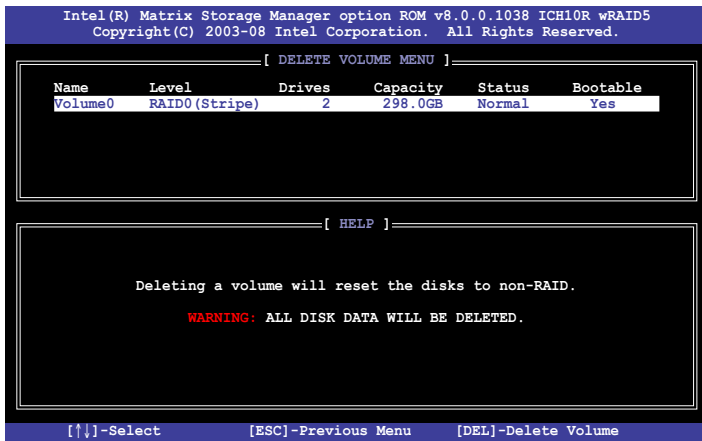 Intel(R) Matrix Storage Manager option ROM v8.0.0.1038 ICH10R wRAID5
Copyright(C) 2003-08 Intel Corporation. All Rights Reserved.
[ DELETE VOLUME MENU ]
Name Level Drives Capacity Status Bootable
Volume0 RAID0(Stripe) 2 298.0GB Normal Yes
[ HELP ]
Deleting a volume will reset the disks to non-RAID.
WARNING: ALL DISK DATA WILL BE DELETED.
[↑↓]-Select [ESC]-Previous Menu [DEL]-Delete Volume